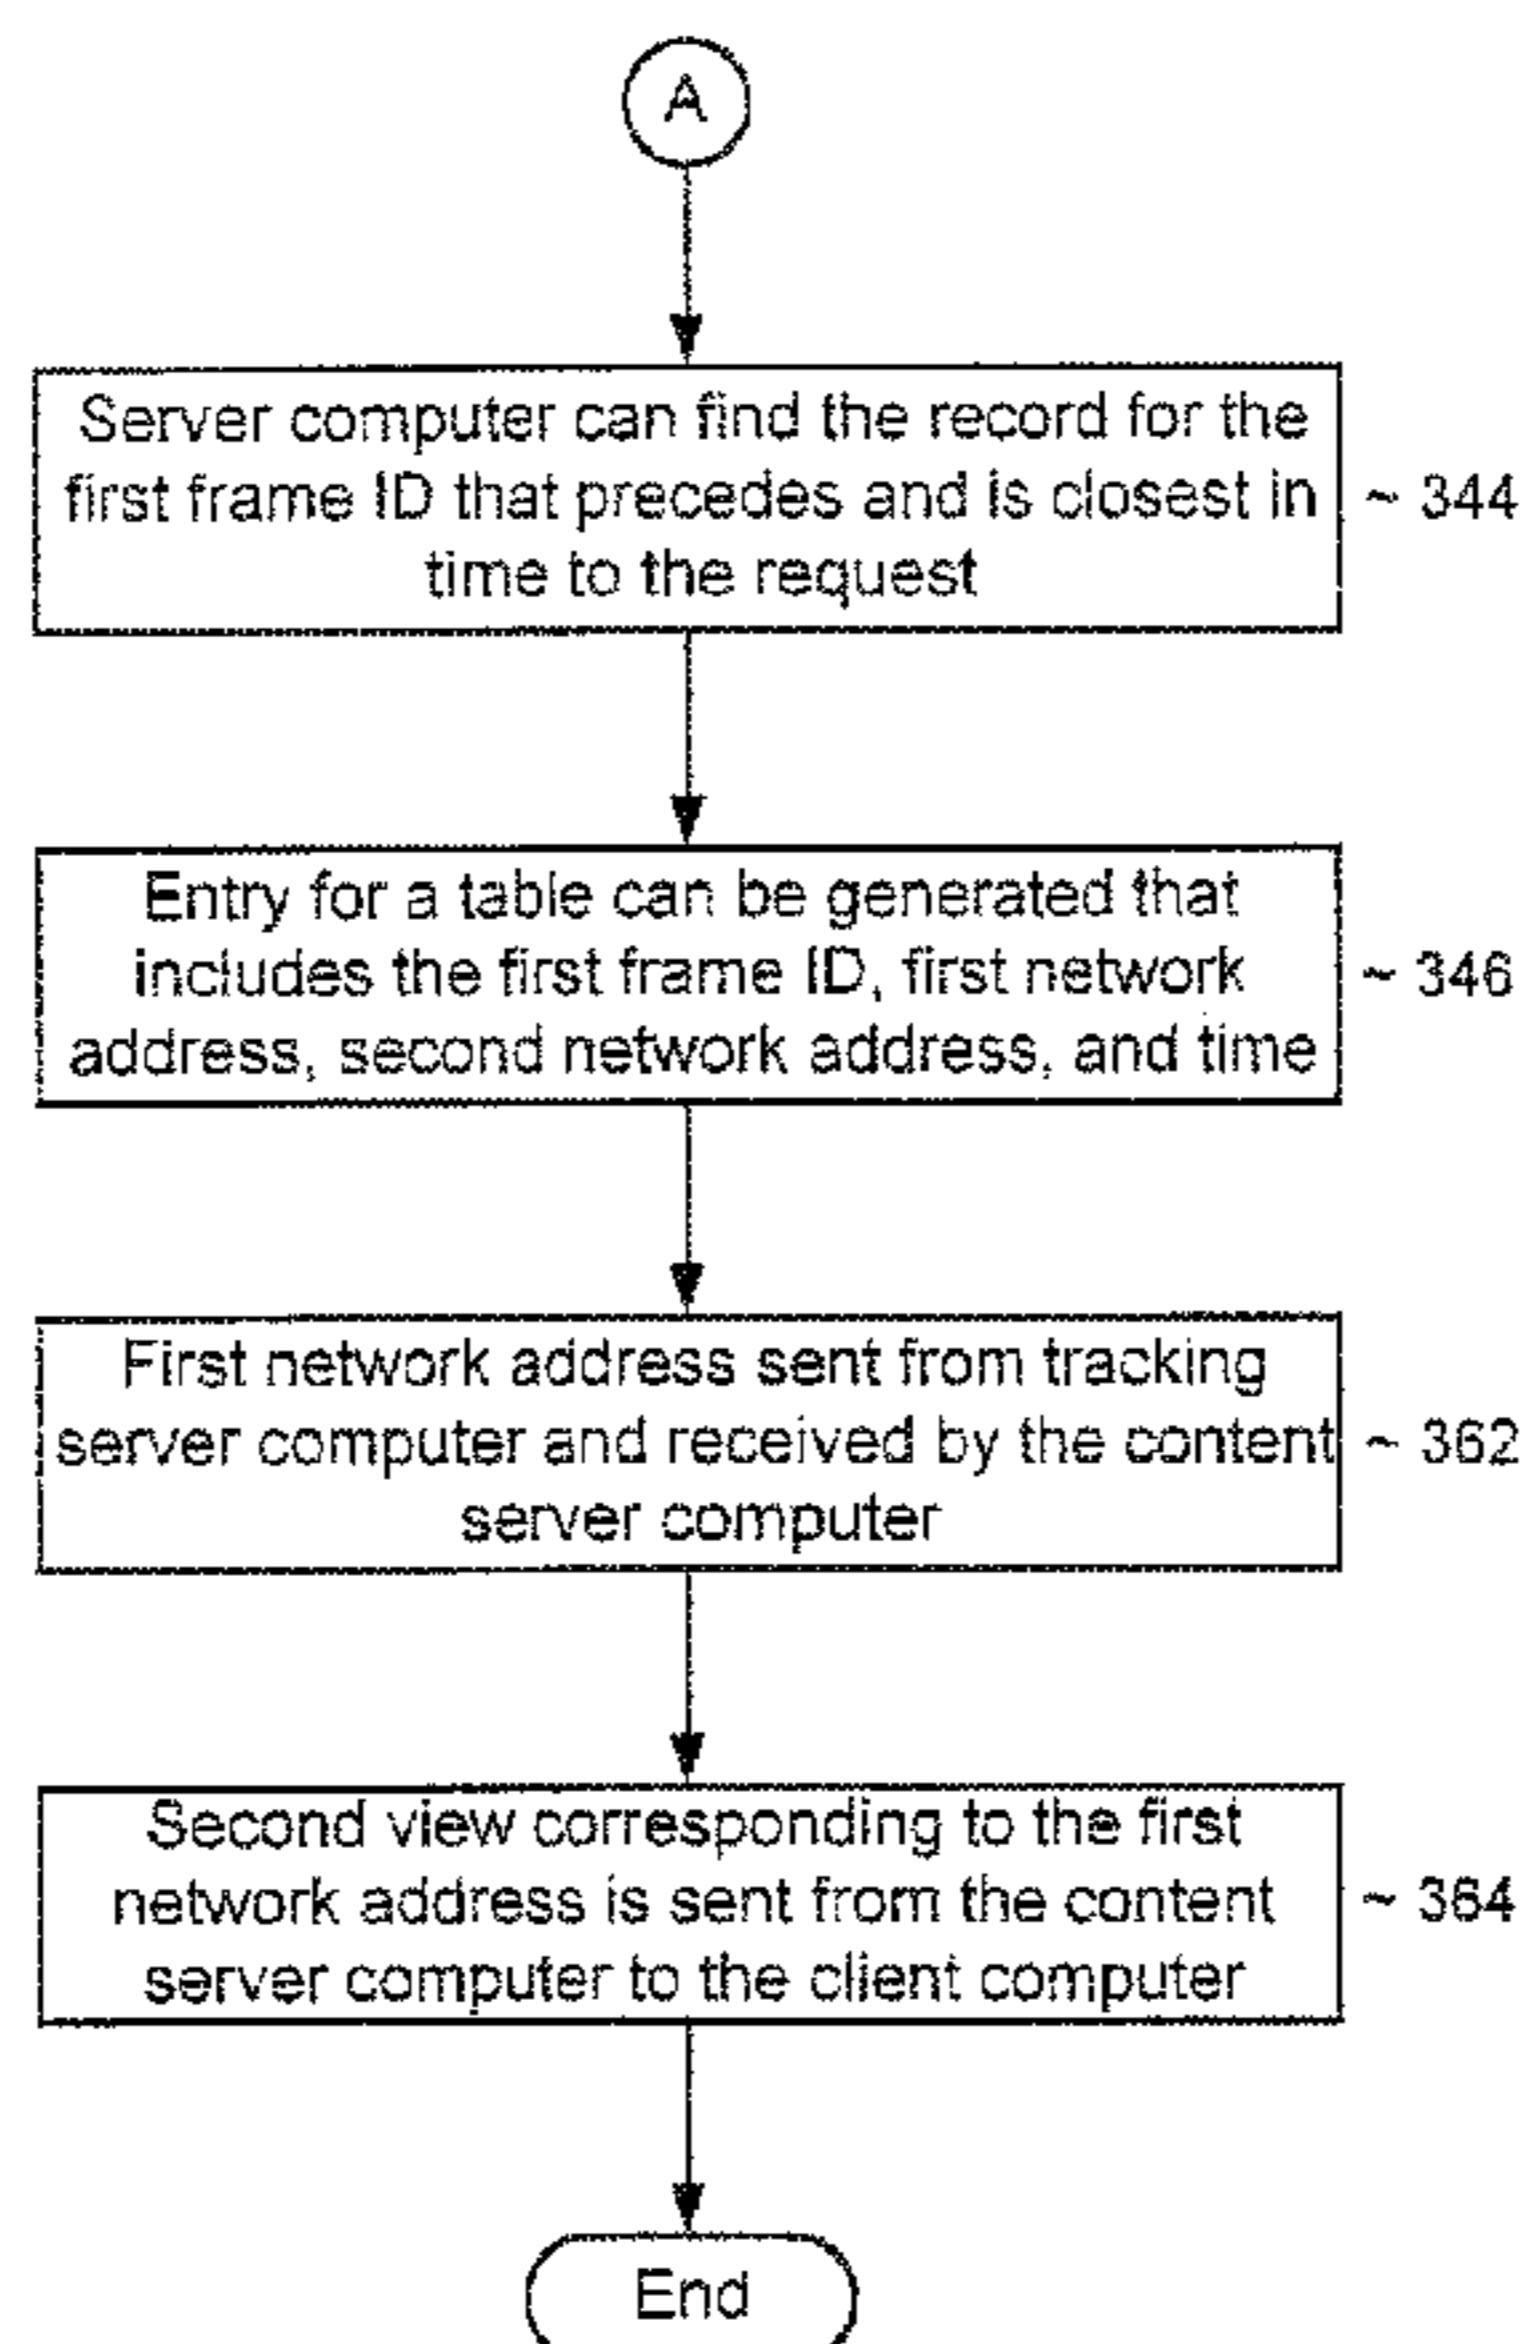 A
Server computer can find the record for the
first frame ID that precedes and is closest in
time to the request
~ 344
Entry for a table can be generated that
includes the first frame ID, first network
address, second network address, and time
~ 346
First network address sent from tracking
server computer and received by the content
server computer
~ 362
Second view corresponding to the first
network address is sent from the content
server computer to the client computer
~ 364
End